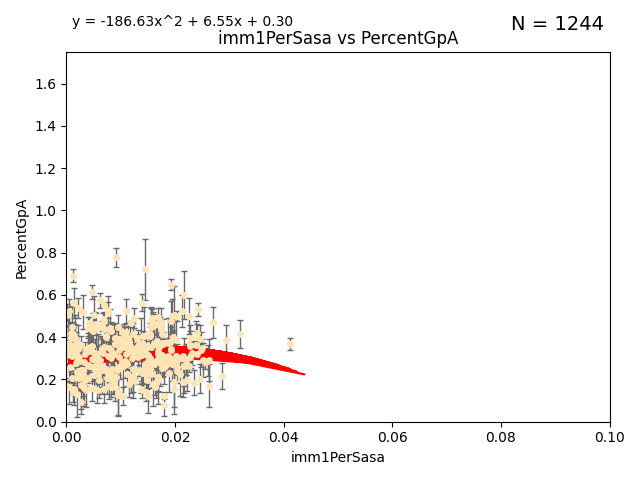 y = -186.63x^2 + 6.55x + 0.30
N = 1244
imm1PerSasa vs PercentGpA
PercentGpA
1.6
1.4
1.2
1.0
0.8
0.6
0.4
0.2
0.0
0.00 0.02 0.04 0.06 0.08 0.10
imm1PerSasa